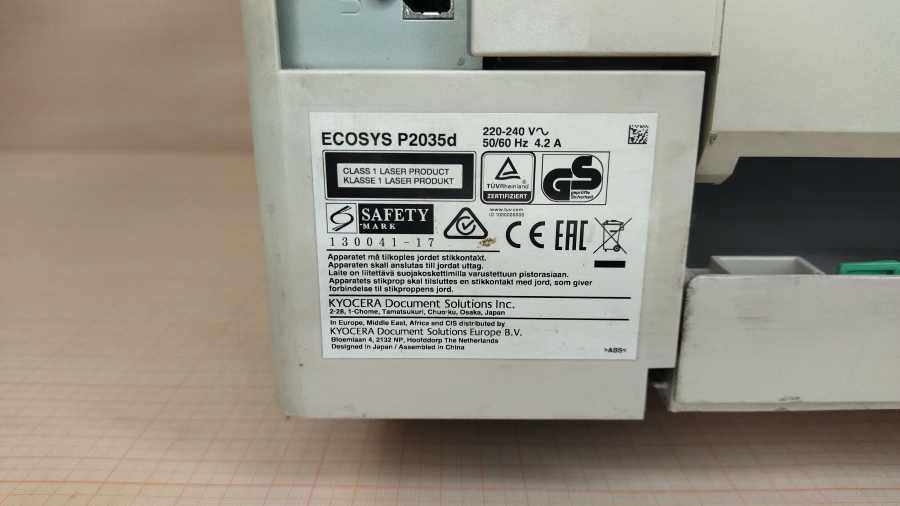 ECOSYS P2035d
220-240 V∿
50/60 Hz 4.2 A
CLASS 1 LASER PRODUCT
KLASSE 1 LASER PRODUKT
TÜVRheinland
ZERTIFIZIERT
GS
geprüfte
Sicherheit
www.tuv.com
ID 1000000003
SAFETY
MARK
130041-17
CE EAC
Apparatet må tilkoples jordet stikkontakt.
Apparaten skall anslutas till jordat uttag.
Laite on liitettävä suojakoskettimilla varustettuun pistorasiaan.
Apparatets stikprop skal tilsluttes en stikkontakt med jord, som giver
forbindelse til stikproppens jord.
KYOCERA Document Solutions Inc.
2-28, 1-Chome, Tamatsukuri, Chuo-ku, Osaka, Japan
In Europe, Middle East, Africa and CIS distributed by
KYOCERA Document Solutions Europe B.V.
Bloemlaan 4, 2132 NP, Hoofddorp The Netherlands
Designed in Japan / Assembled in China
>ABS<